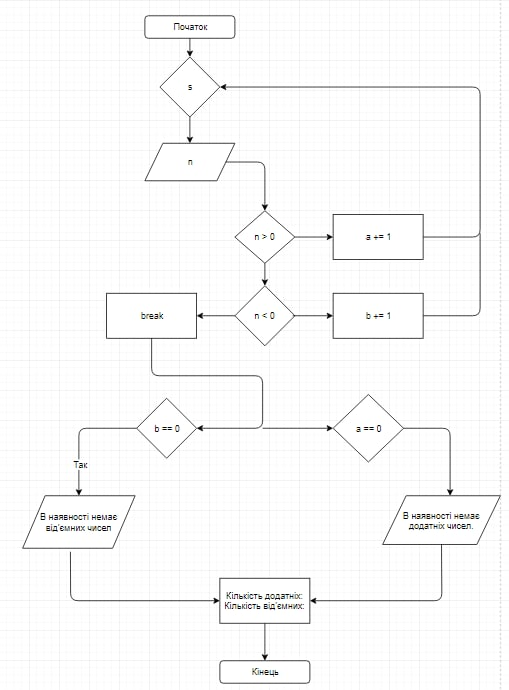 Початок
s
n
n > 0
a += 1
break
n < 0
b += 1
b == 0
a == 0
Так
В наявності немає
від'ємних чисел
В наявності немає
додатніх чисел.
Кількість додатніх:
Кількість від'ємних:
Кінець